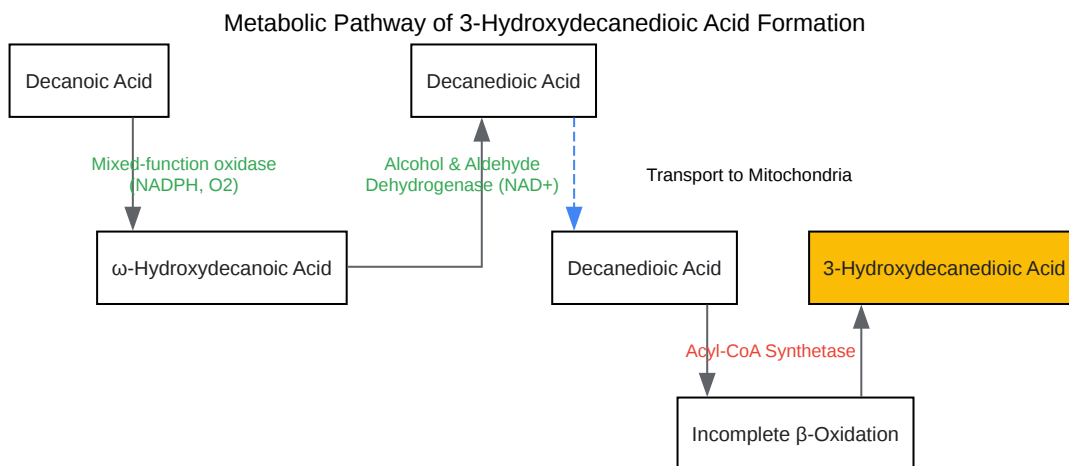 Metabolic Pathway of 3-Hydroxydecanedioic Acid Formation
Decanoic Acid
Decanedioic Acid
Mixed-function oxidase
(NADPH, O2)
Alcohol & Aldehyde
Dehydrogenase (NAD+)
Transport to Mitochondria
ω-Hydroxydecanoic Acid
Decanedioic Acid
3-Hydroxydecanedioic Acid
Acyl-CoA Synthetase
Incomplete β-Oxidation